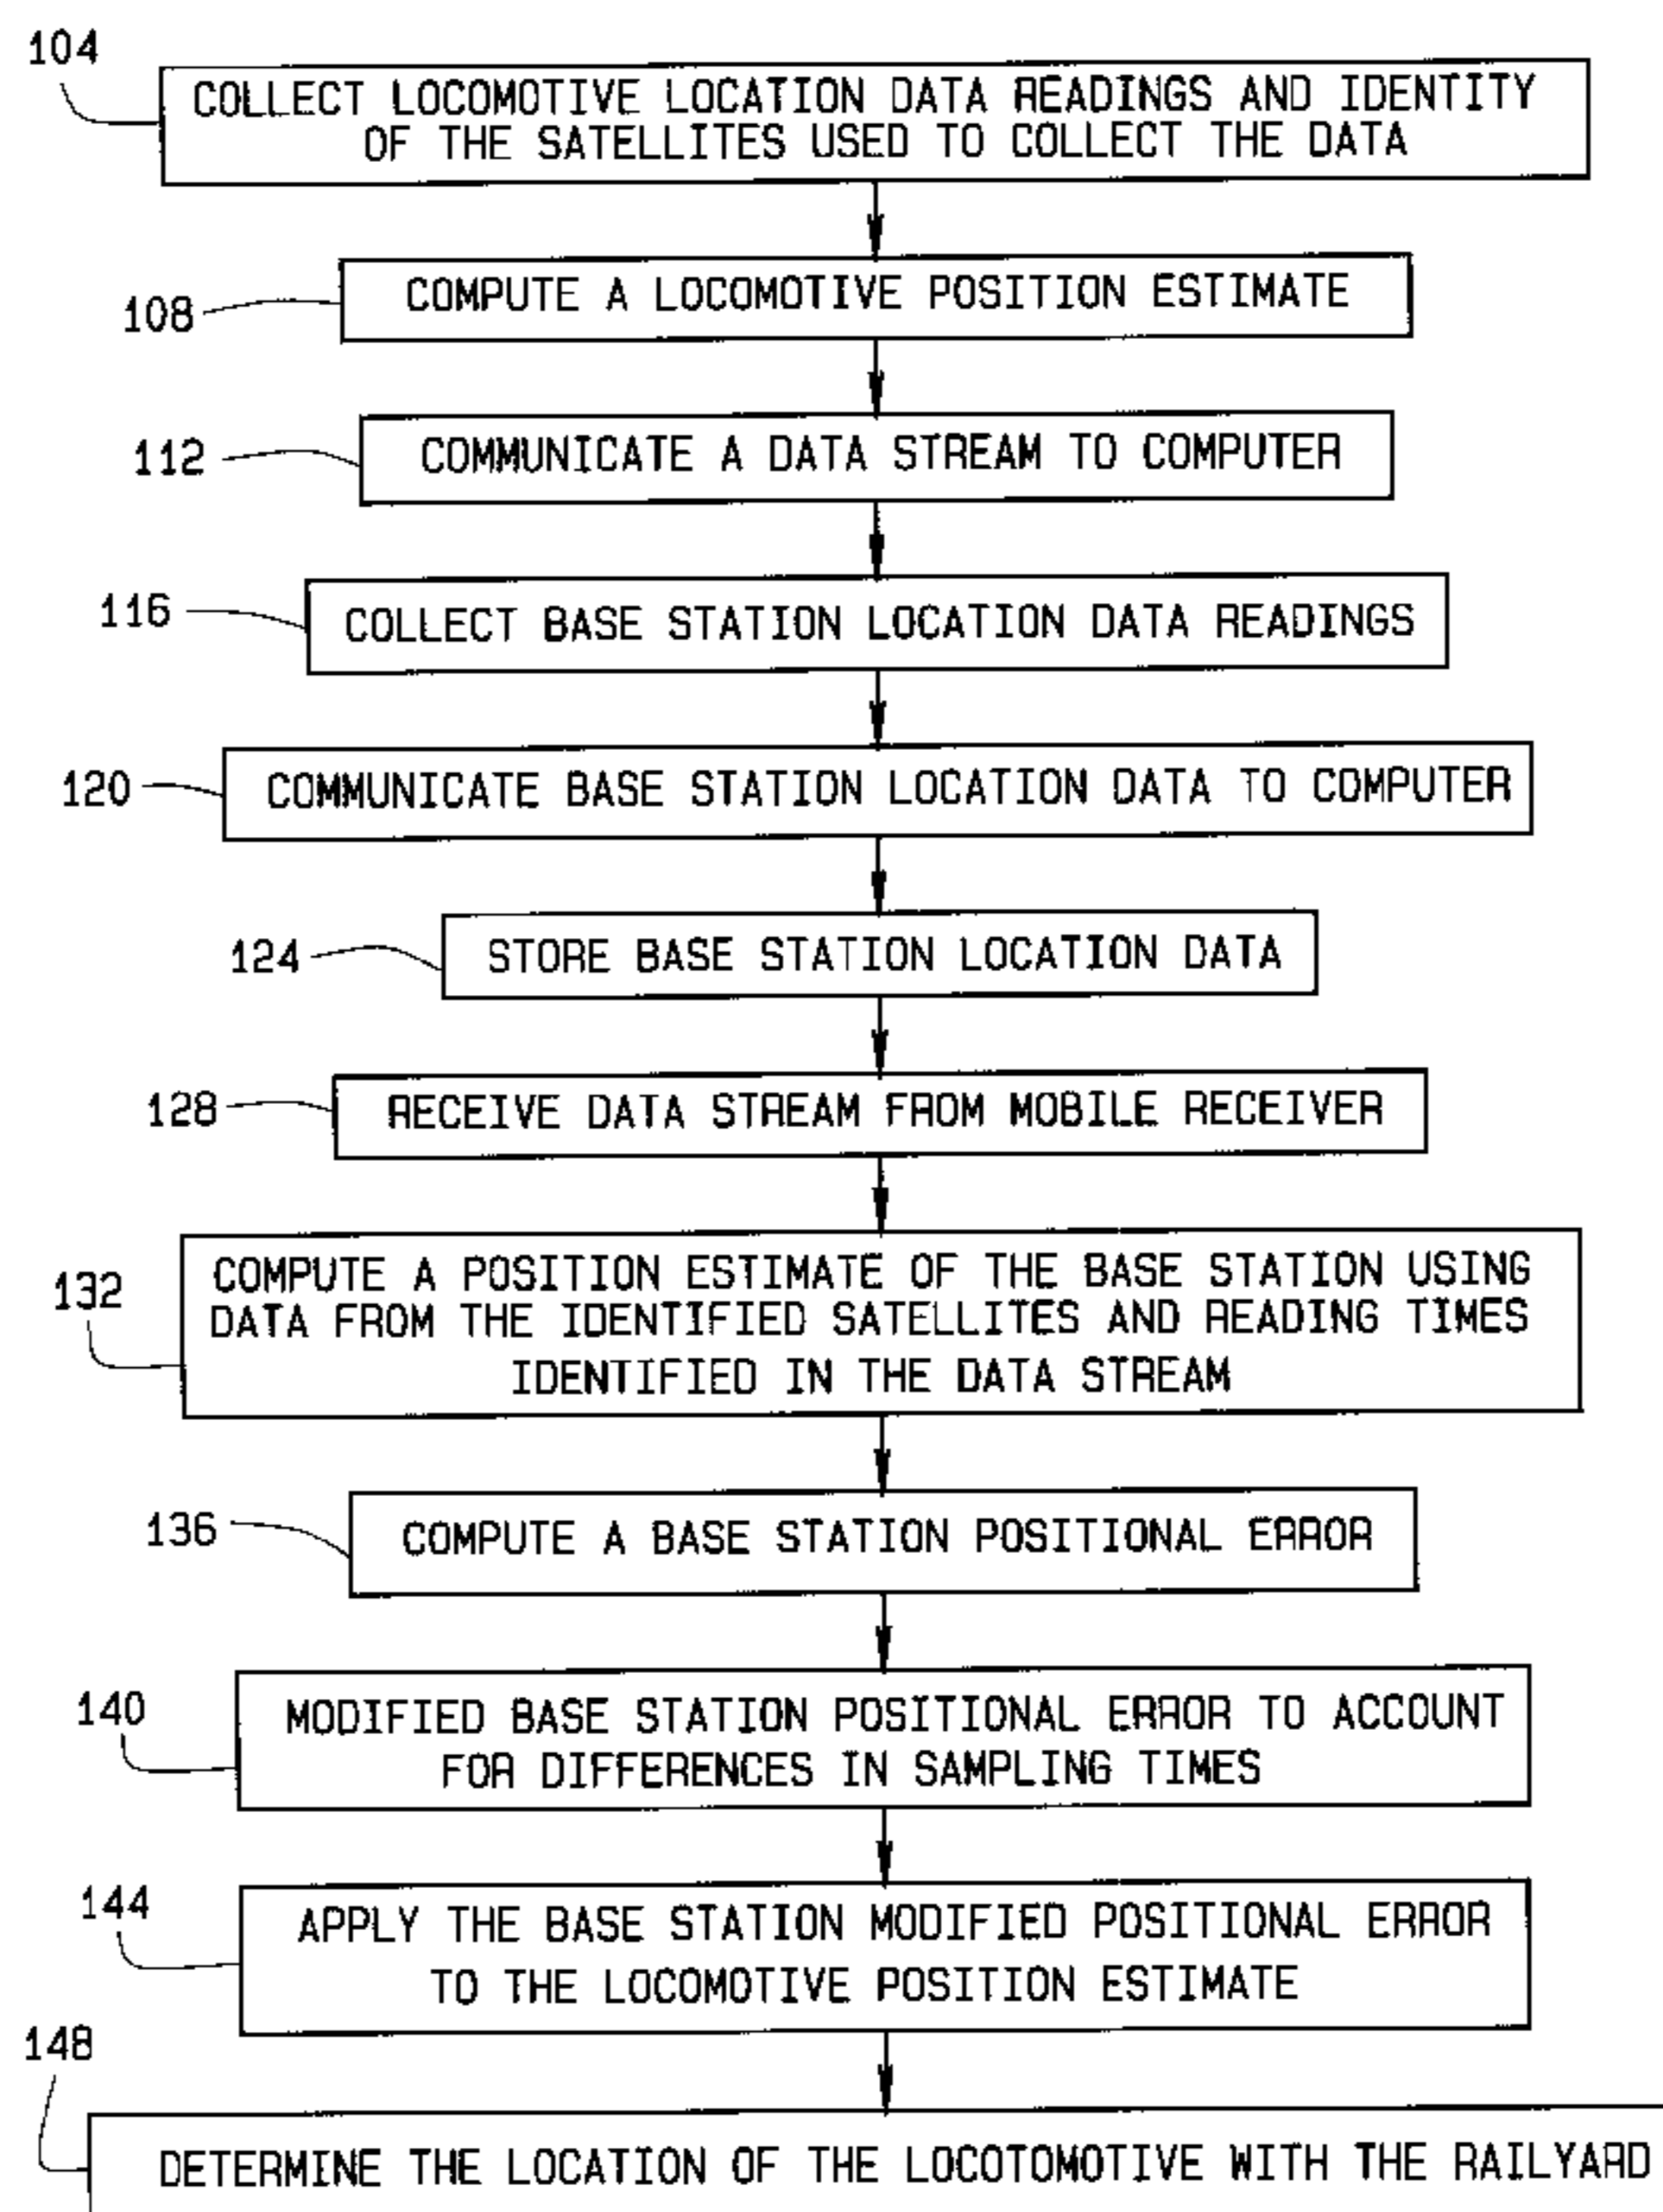 104
COLLECT LOCOMOTIVE LOCATION DATA READINGS AND IDENTITY
OF THE SATELLITES USED TO COLLECT THE DATA
108
COMPUTE A LOCOMOTIVE POSITION ESTIMATE
112
COMMUNICATE A DATA STREAM TO COMPUTER
116
COLLECT BASE STATION LOCATION DATA READINGS
120
COMMUNICATE BASE STATION LOCATION DATA TO COMPUTER
124
STORE BASE STATION LOCATION DATA
128
RECEIVE DATA STREAM FROM MOBILE RECEIVER
132
COMPUTE A POSITION ESTIMATE OF THE BASE STATION USING
DATA FROM THE IDENTIFIED SATELLITES AND READING TIMES
IDENTIFIED IN THE DATA STREAM
136
COMPUTE A BASE STATION POSITIONAL ERROR
140
MODIFIED BASE STATION POSITIONAL ERROR TO ACCOUNT
FOR DIFFERENCES IN SAMPLING TIMES
144
APPLY THE BASE STATION MODIFIED POSITIONAL ERROR
TO THE LOCOMOTIVE POSITION ESTIMATE
148
DETERMINE THE LOCATION OF THE LOCOTOMOTIVE WITH THE RAILYARD